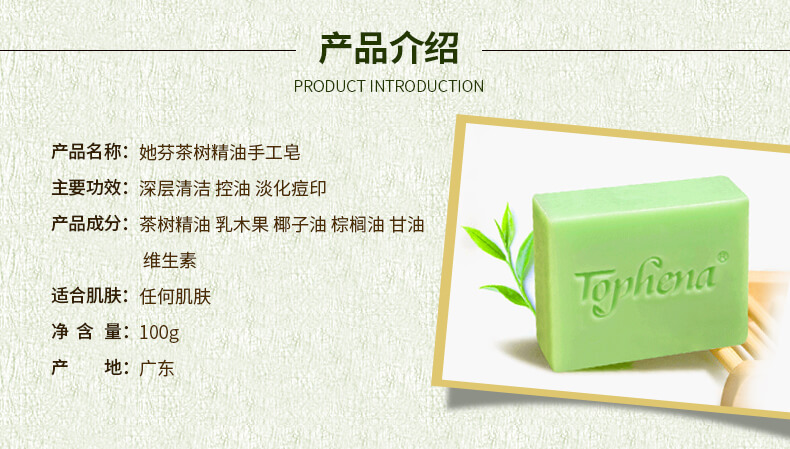 产品介绍
PRODUCT INTRODUCTION
产品名称：她芬茶树精油手工皂
主要功效：深层清洁 控油 淡化痘印
产品成分：茶树精油 乳木果 椰子油 棕榈油 甘油
维生素
适合肌肤：任何肌肤
净 含 量：100g
产 地：广东
Tophena®